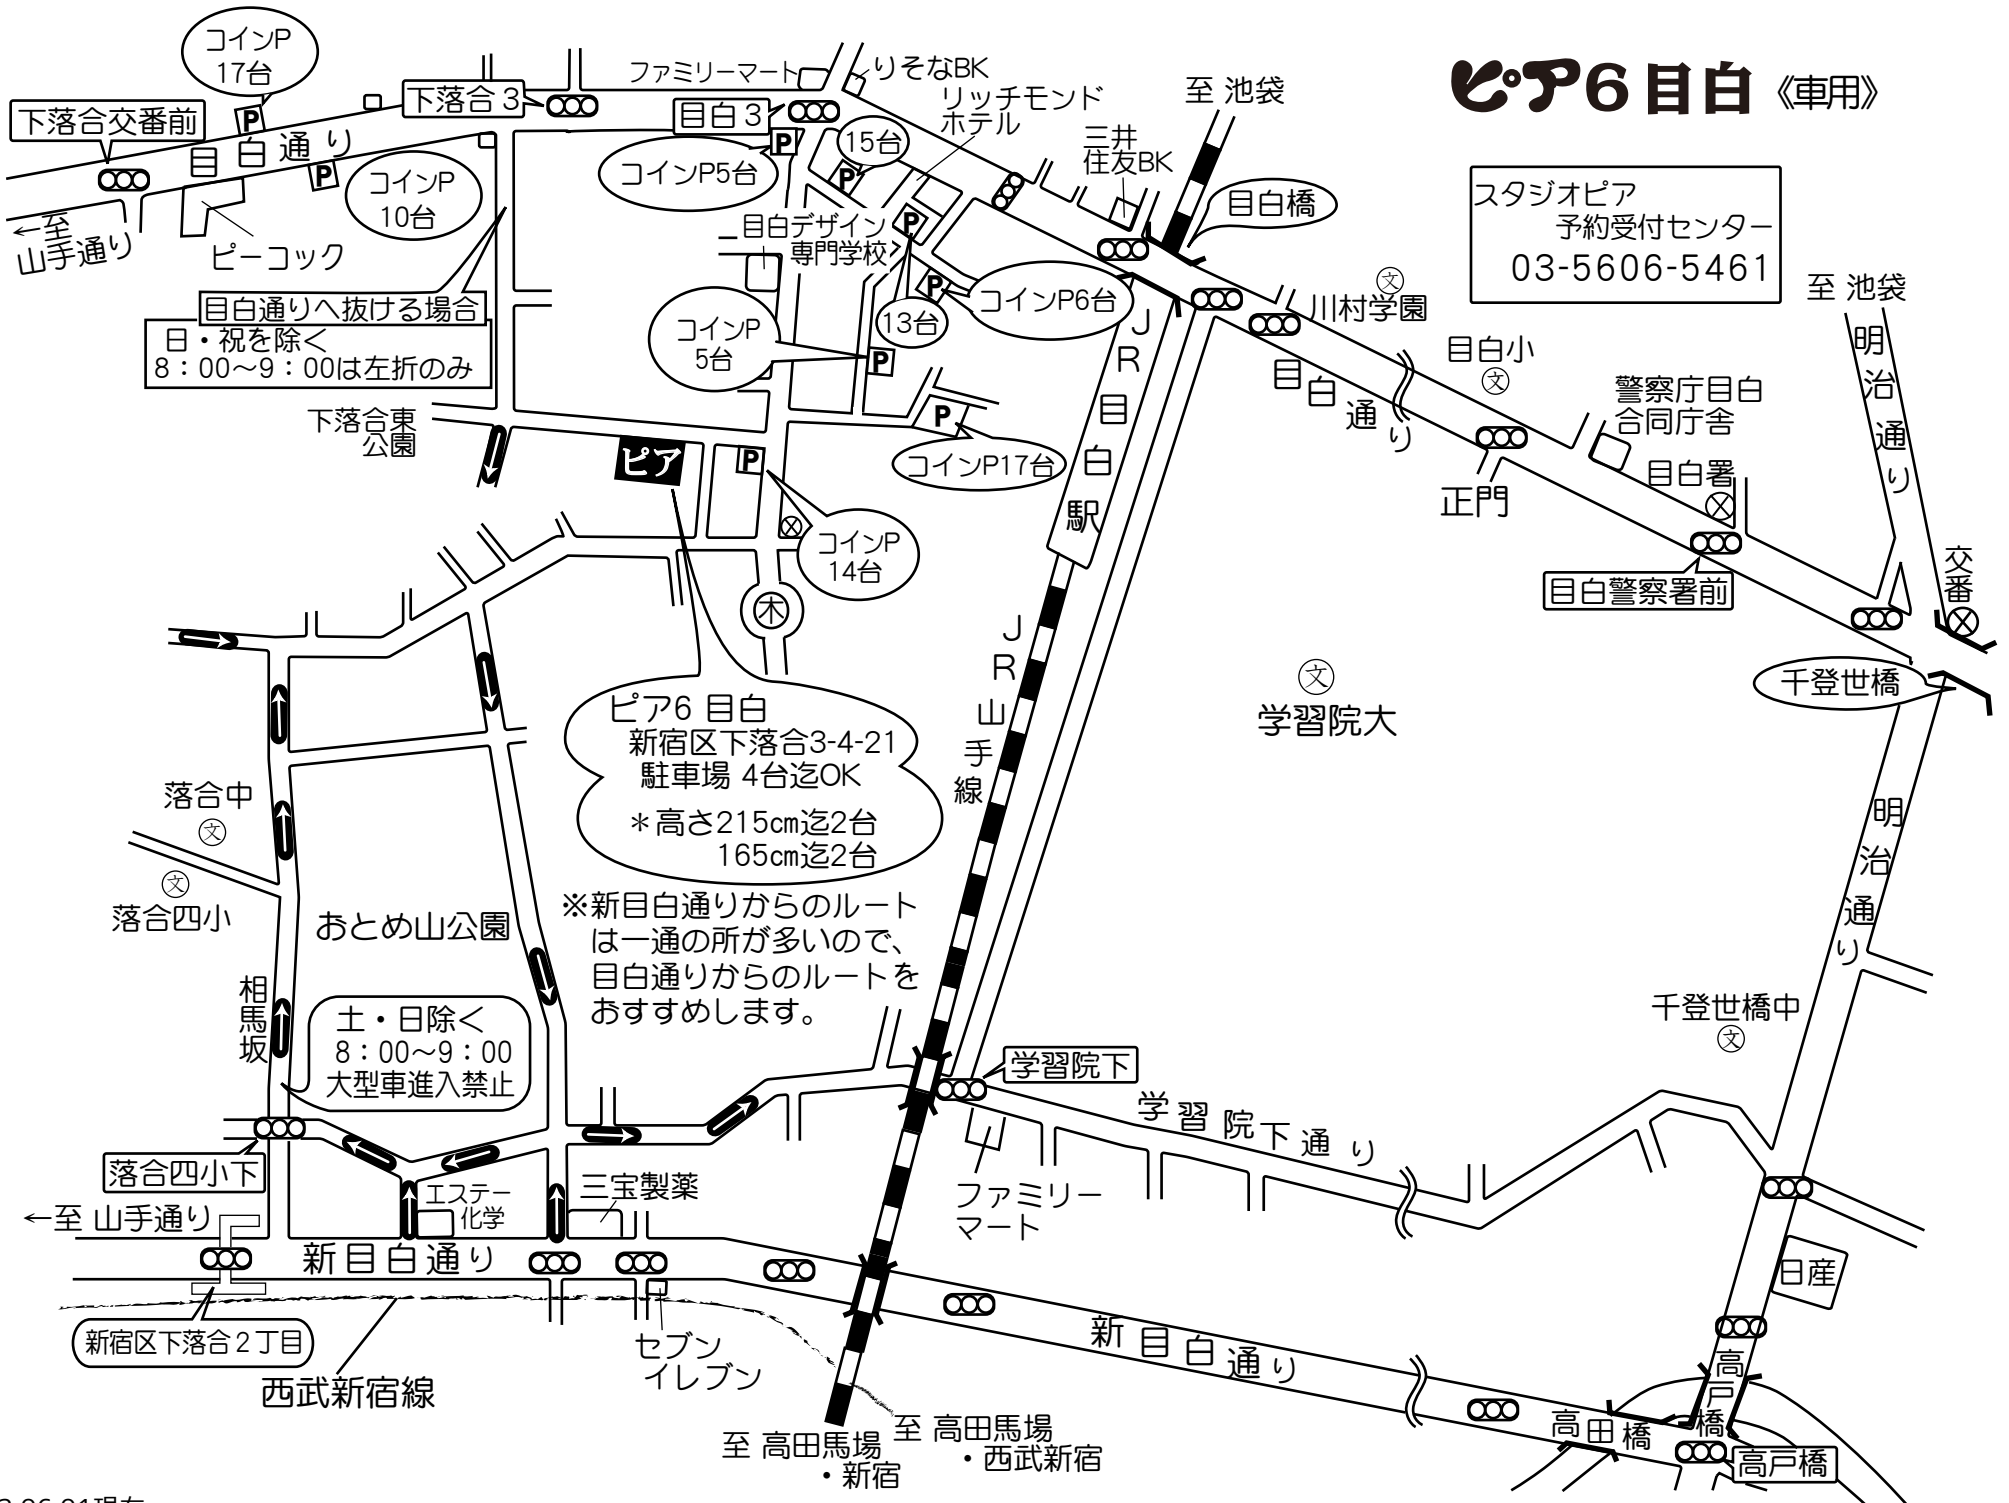 ピア6目白《車用》
スタジオピア
予約受付センター
03-5606-5461
コインP
17台
下落合交番前
P
目白通り
下落合3
ファミリーマート
りそなBK
目白3
リッチモンド
ホテル
至 池袋
三井
住友BK
目白橋
P
コインP
10台
←至
山手通り
ピーコック
P
コインP5台
15台
P
目白デザイン
専門学校
P
P
コインP6台
13台
目白通りへ抜ける場合
日・祝を除く
8：00〜9：00は左折のみ
コインP
5台
P
下落合東
公園
ピア
P
コインP
14台
P
コインP17台
JR目白駅
川村学園
文
目白通り
目白小
文
警察庁目白
合同庁舎
目白署
正門
目白警察署前
至 池袋
明治通り
交番
千登世橋
木
ピア6 目白
新宿区下落合3-4-21
駐車場 4台迄OK
＊高さ215cm迄2台
165cm迄2台
JR山手線
文
学習院大
※新目白通りからのルート
は一通の所が多いので、
目白通りからのルートを
おすすめします。
落合中
文
文
落合四小
おとめ山公園
相馬坂
土・日除く
8：00〜9：00
大型車進入禁止
明治通り
千登世橋中
文
学習院下
学習院下通り
ファミリー
マート
落合四小下
エステー
化学
三宝製薬
←至 山手通り
新目白通り
新宿区下落合2丁目
西武新宿線
セブン
イレブン
至 高田馬場
・新宿
至 高田馬場
・西武新宿
新目白通り
日産
高戸橋
高田橋
高戸橋